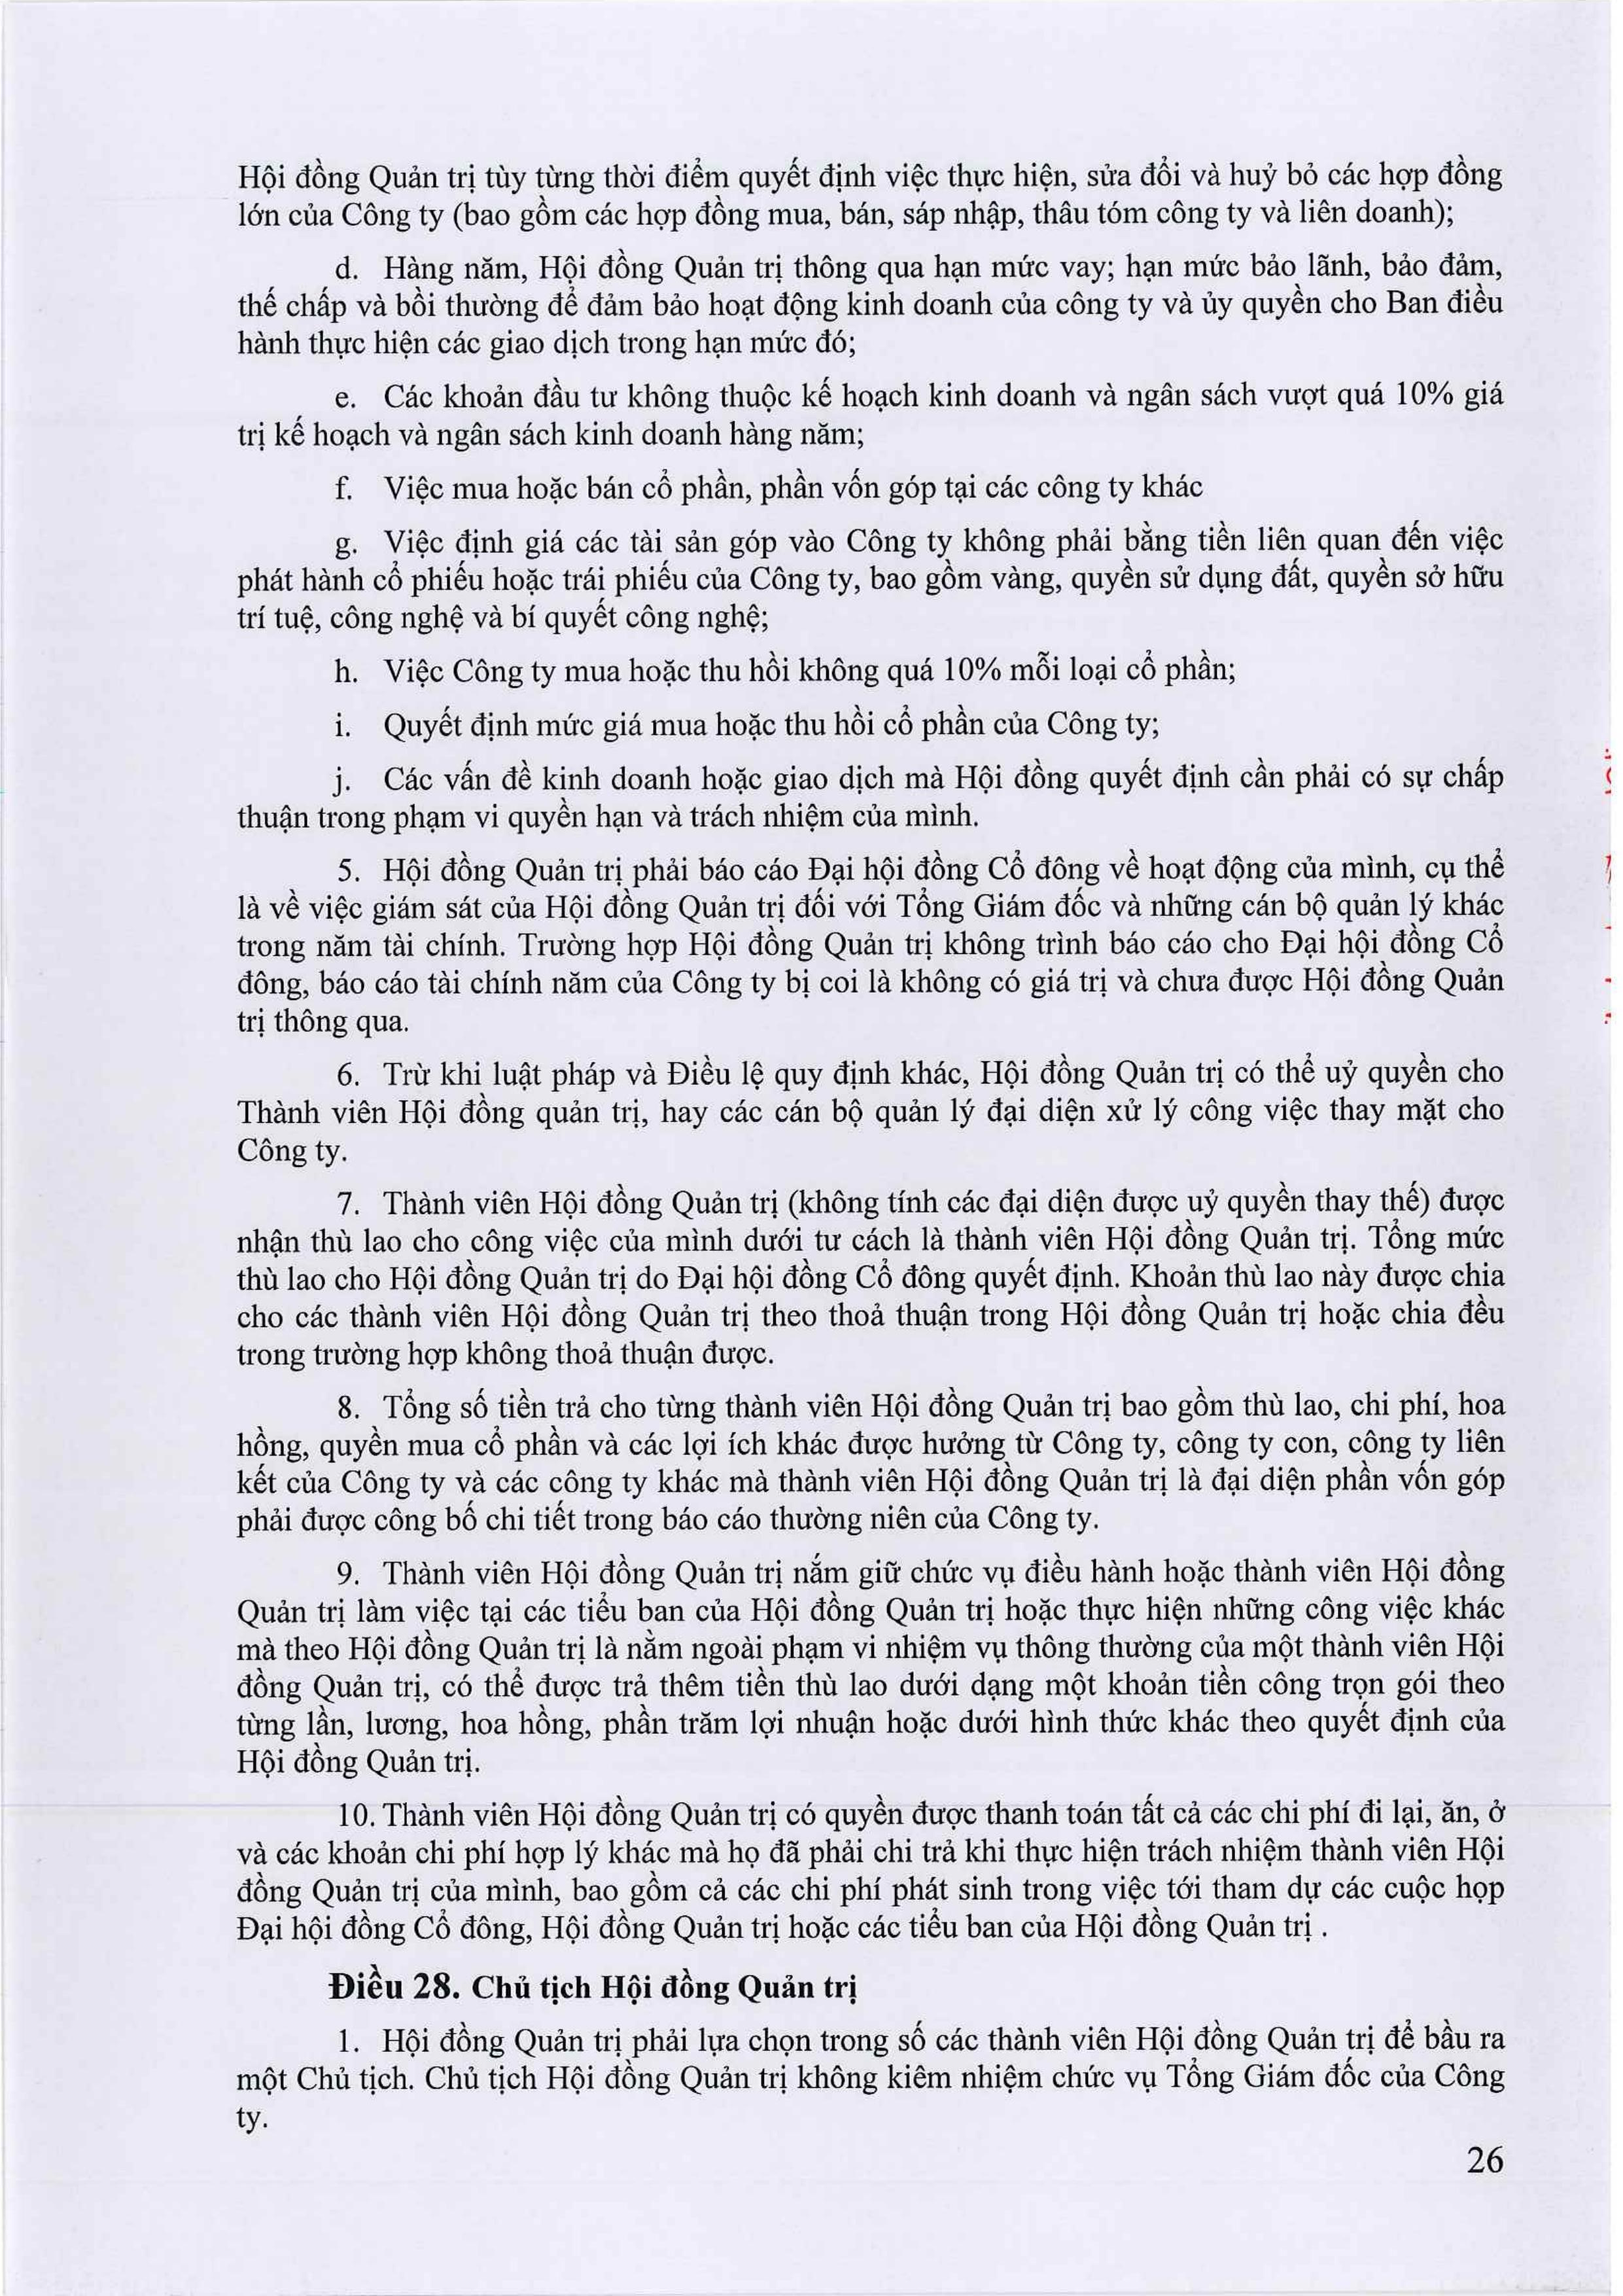 Hội đồng Quản trị tùy từng thời điểm quyết định việc thực hiện, sửa đổi và huỷ bỏ các hợp đồng
lớn của Công ty (bao gồm các hợp đồng mua, bán, sáp nhập, thâu tóm công ty và liên doanh);
d. Hàng năm, Hội đồng Quản trị thông qua hạn mức vay; hạn mức bảo lãnh, bảo đảm,
thế chấp và bồi thường để đảm bảo hoạt động kinh doanh của công ty và ủy quyền cho Ban điều
hành thực hiện các giao dịch trong hạn mức đó;
e. Các khoản đầu tư không thuộc kế hoạch kinh doanh và ngân sách vượt quá 10% giá
trị kế hoạch và ngân sách kinh doanh hàng năm;
f. Việc mua hoặc bán cổ phần, phần vốn góp tại các công ty khác
g. Việc định giá các tài sản góp vào Công ty không phải bằng tiền liên quan đến việc
phát hành cổ phiếu hoặc trái phiếu của Công ty, bao gồm vàng, quyền sử dụng đất, quyền sở hữu
trí tuệ, công nghệ và bí quyết công nghệ;
h. Việc Công ty mua hoặc thu hồi không quá 10% mỗi loại cổ phần;
i. Quyết định mức giá mua hoặc thu hồi cổ phần của Công ty;
j. Các vấn đề kinh doanh hoặc giao dịch mà Hội đồng quyết định cần phải có sự chấp
thuận trong phạm vi quyền hạn và trách nhiệm của mình.
5. Hội đồng Quản trị phải báo cáo Đại hội đồng Cổ đông về hoạt động của mình, cụ thể
là về việc giám sát của Hội đồng Quản trị đối với Tổng Giám đốc và những cán bộ quản lý khác
trong năm tài chính. Trường hợp Hội đồng Quản trị không trình báo cáo cho Đại hội đồng Cổ
đông, báo cáo tài chính năm của Công ty bị coi là không có giá trị và chưa được Hội đồng Quản
trị thông qua.
6. Trừ khi luật pháp và Điều lệ quy định khác, Hội đồng Quản trị có thể uỷ quyền cho
Thành viên Hội đồng quản trị, hay các cán bộ quản lý đại diện xử lý công việc thay mặt cho
Công ty.
7. Thành viên Hội đồng Quản trị (không tính các đại diện được uỷ quyền thay thế) được
nhận thù lao cho công việc của mình dưới tư cách là thành viên Hội đồng Quản trị. Tổng mức
thù lao cho Hội đồng Quản trị do Đại hội đồng Cổ đông quyết định. Khoản thù lao này được chia
cho các thành viên Hội đồng Quản trị theo thoả thuận trong Hội đồng Quản trị hoặc chia đều
trong trường hợp không thoả thuận được.
8. Tổng số tiền trả cho từng thành viên Hội đồng Quản trị bao gồm thù lao, chi phí, hoa
hồng, quyền mua cổ phần và các lợi ích khác được hưởng từ Công ty, công ty con, công ty liên
kết của Công ty và các công ty khác mà thành viên Hội đồng Quản trị là đại diện phần vốn góp
phải được công bố chi tiết trong báo cáo thường niên của Công ty.
9. Thành viên Hội đồng Quản trị nắm giữ chức vụ điều hành hoặc thành viên Hội đồng
Quản trị làm việc tại các tiểu ban của Hội đồng Quản trị hoặc thực hiện những công việc khác
mà theo Hội đồng Quản trị là nằm ngoài phạm vi nhiệm vụ thông thường của một thành viên Hội
đồng Quản trị, có thể được trả thêm tiền thù lao dưới dạng một khoản tiền công trọn gói theo
từng lần, lương, hoa hồng, phần trăm lợi nhuận hoặc dưới hình thức khác theo quyết định của
Hội đồng Quản trị.
10. Thành viên Hội đồng Quản trị có quyền được thanh toán tất cả các chi phí đi lại, ăn, ở
và các khoản chi phí hợp lý khác mà họ đã phải chi trả khi thực hiện trách nhiệm thành viên Hội
đồng Quản trị của mình, bao gồm cả các chi phí phát sinh trong việc tới tham dự các cuộc họp
Đại hội đồng Cổ đông, Hội đồng Quản trị hoặc các tiểu ban của Hội đồng Quản trị .
Điều 28. Chủ tịch Hội đồng Quản trị
1. Hội đồng Quản trị phải lựa chọn trong số các thành viên Hội đồng Quản trị để bầu ra
một Chủ tịch. Chủ tịch Hội đồng Quản trị không kiêm nhiệm chức vụ Tổng Giám đốc của Công
ty.
26